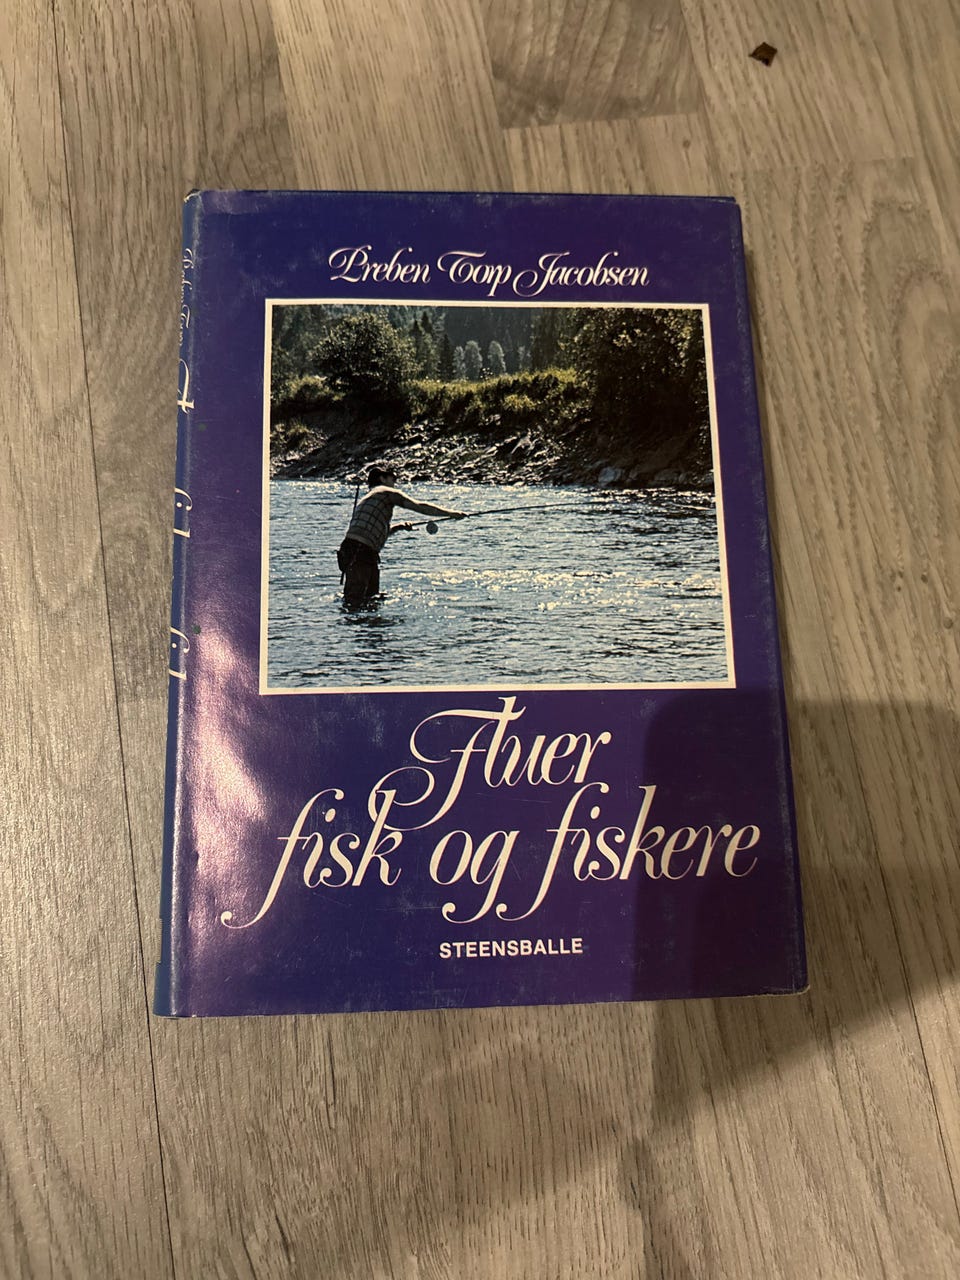 Preben Torp Jacobsen
Fluer
fisk og fiskere
STEENSBALLE